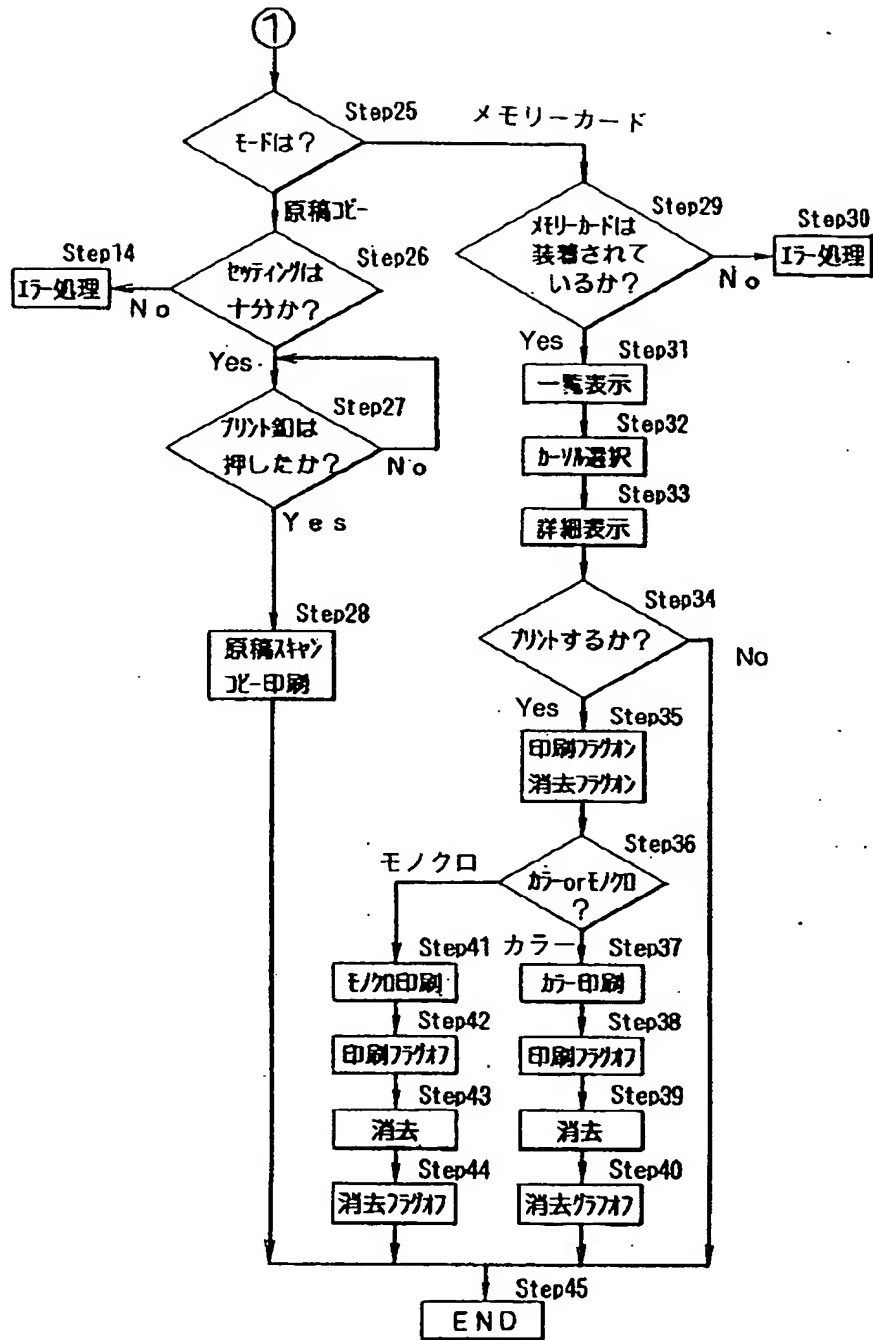 1
Step25
モードは？
メモリーカード
原稿コピー
Step26
セッティングは
十分か？
Step14
エラー処理
No
Yes
Step27
プリント釦は
押したか？
No
Yes
Step28
原稿スキャン
コピー印刷
Step29
メモリーカードは
装着されて
いるか？
Step30
エラー処理
No
Yes
Step31
一覧表示
Step32
カーソル選択
Step33
詳細表示
Step34
プリントするか？
No
Yes
Step35
印刷フラグオン
消去フラグオン
Step36
カラーorモノクロ
？
モノクロ
カラー
Step41
モノクロ印刷
Step42
印刷フラグオフ
Step43
消去
Step44
消去フラグオフ
Step37
カラー印刷
Step38
印刷フラグオフ
Step39
消去
Step40
消去グラフオフ
Step45
END